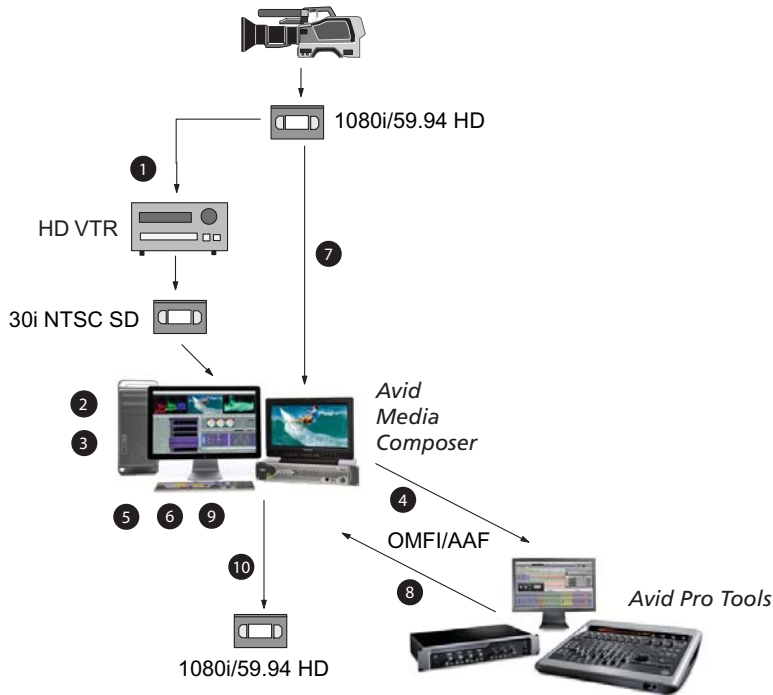 1080i/59.94 HD
1
HD VTR
7
30i NTSC SD
2
3
Avid
Media
Composer
4
5
6
9
OMFI/AAF
10
8
Avid Pro Tools
1080i/59.94 HD